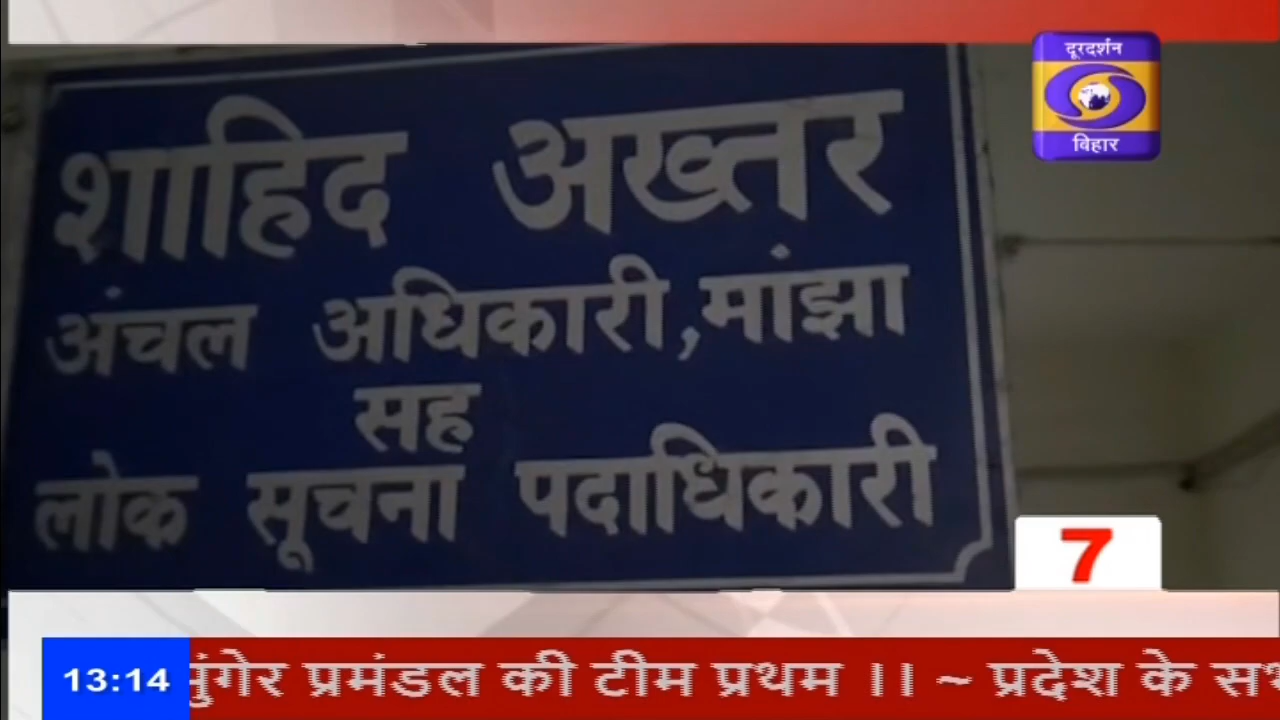 दूरदर्शन
बिहार
शाहिद अख्तर
अंचल अधिकारी,मांझा
सह
लोक सूचना पदाधिकारी
7
13:14 मुंगेर प्रमंडल की टीम प्रथम ।। ~ प्रदेश के